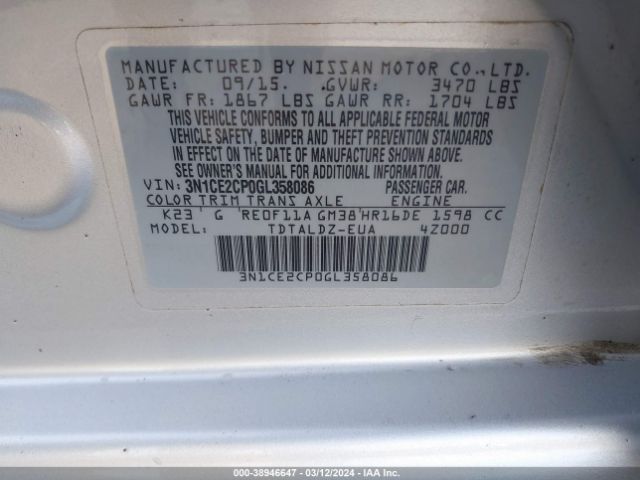 MANUFACTURED BY NISSAN MOTOR CO.,LTD.
DATE: 09/15. GVWR: 3470 LBS
GAWR FR: 1867 LBS GAWR RR: 1704 LBS
THIS VEHICLE CONFORMS TO ALL APPLICABLE FEDERAL MOTOR
VEHICLE SAFETY, BUMPER AND THEFT PREVENTION STANDARDS
IN EFFECT ON THE DATE OF MANUFACTURE SHOWN ABOVE.
SEE OWNER'S MANUAL FOR ADDITIONAL INFORMATION.
VIN: 3N1CE2CP0GL358086 PASSENGER CAR.
COLOR TRIM TRANS AXLE ENGINE
K23 G RE0F11A GM38 HR16DE 1598 CC
MODEL: TDTALDZ-EUA 4Z000
3N1CE2CP0GL358086
000-38946647 - 03/12/2024 - IAA Inc.